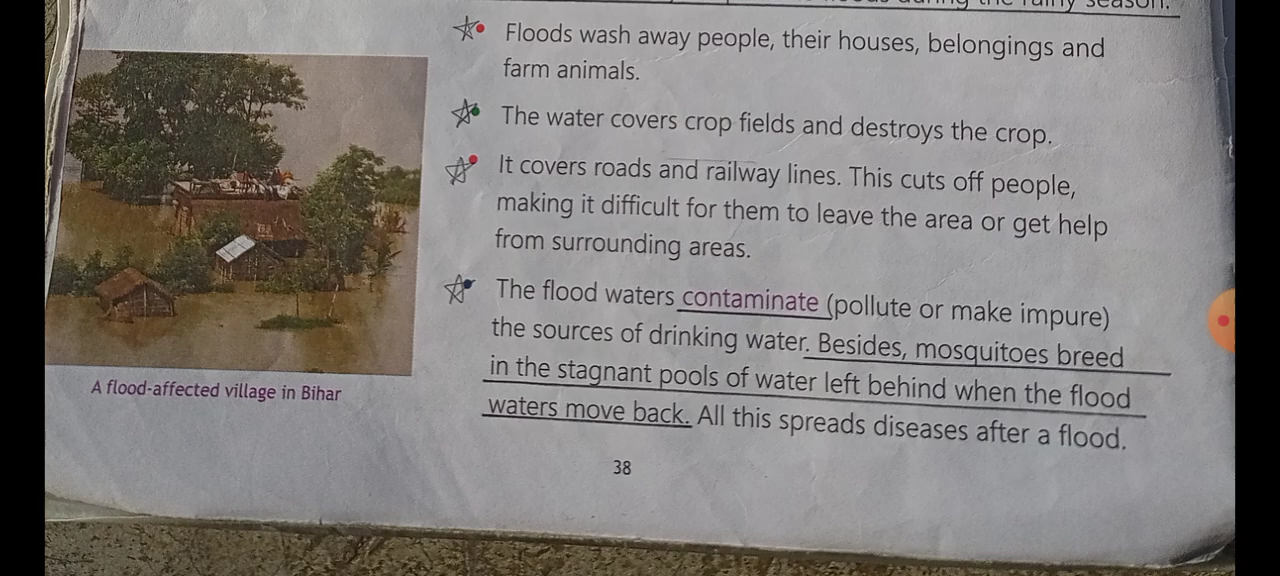 during the rainy season.
Floods wash away people, their houses, belongings and
farm animals.
The water covers crop fields and destroys the crop.
It covers roads and railway lines. This cuts off people,
making it difficult for them to leave the area or get help
from surrounding areas.
The flood waters contaminate (pollute or make impure)
the sources of drinking water. Besides, mosquitoes breed
in the stagnant pools of water left behind when the flood
waters move back. All this spreads diseases after a flood.
A flood-affected village in Bihar
38